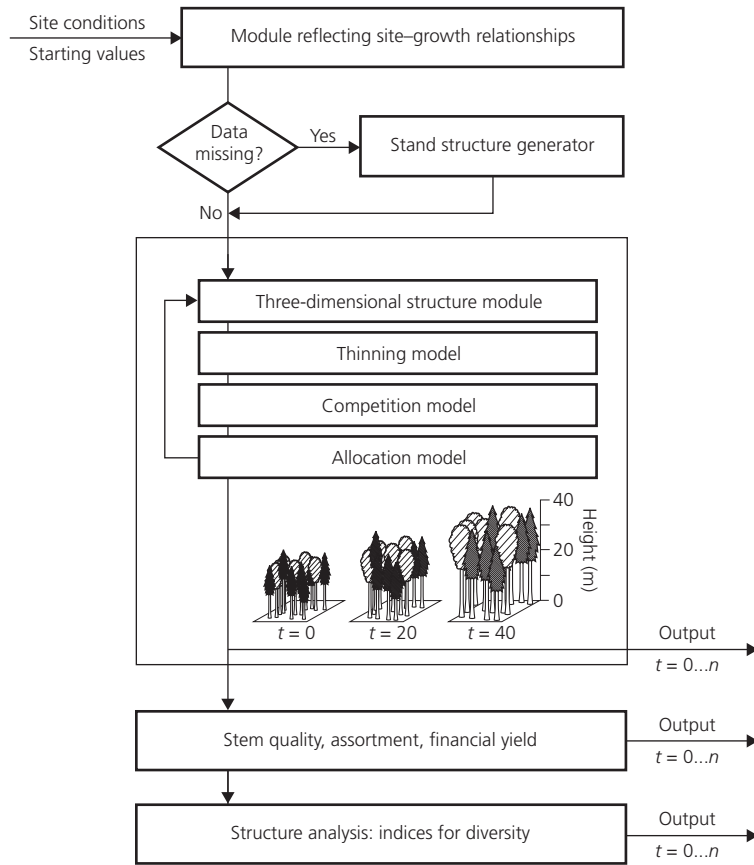 Site conditions
Starting values
Module reflecting site–growth relationships
Data
missing?
Yes
Stand structure generator
No
Three-dimensional structure module
Thinning model
Competition model
Allocation model
40
20
0
Height (m)
t = 0
t = 20
t = 40
Output
t = 0...n
Stem quality, assortment, financial yield
Output
t = 0...n
Structure analysis: indices for diversity
Output
t = 0...n